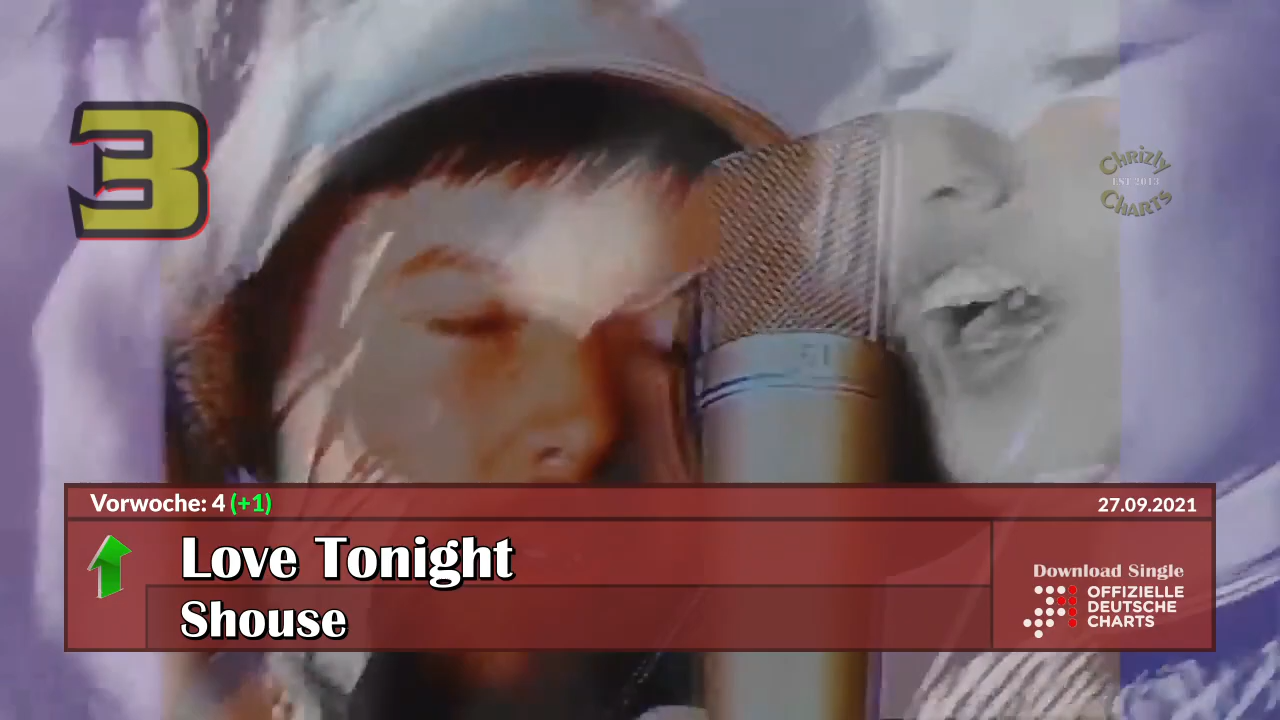 3
Chrizly
EST 2013
Charts
Vorwoche: 4 (+1)
27.09.2021
Love Tonight
Shouse
Download Single
OFFIZIELLE
DEUTSCHE
CHARTS